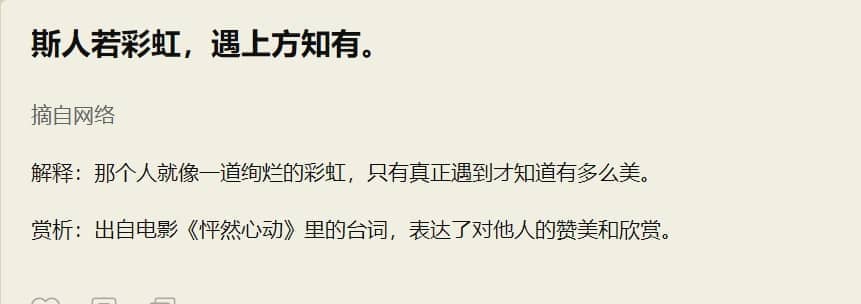 斯人若彩虹，遇上方知有。
摘自网络
解释：那个人就像一道绚烂的彩虹，只有真正遇到才知道有多么美。
赏析：出自电影《怦然心动》里的台词，表达了对他人的赞美和欣赏。